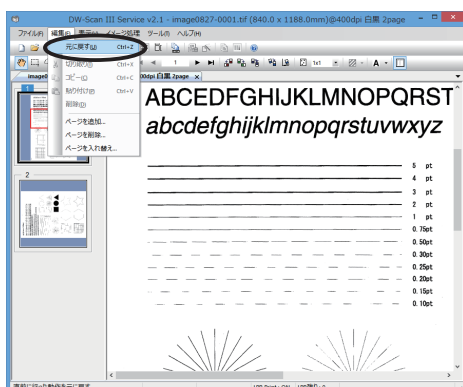 DW-Scan III Service v2.1 - image0827-0001.tif (840.0 x 1188.0mm)@400dpi 白黒 2page
ファイル(F) 編集(E) 表示(V) イメージ処理 ツール(T) ヘルプ(H)
元に戻す(U) Ctrl+Z
切り取り(t) Ctrl+X
コピー(C) Ctrl+C
貼り付け(P) Ctrl+V
削除(D)
ページを追加...
ページを削除...
ページを入れ替え...
1 1x1
00dpi 白黒 2page x
1
2
ABCEDFGHIJKLMNOPQRST
abcdefghijklmnopqrstuvwxyz
5 pt
4 pt
3 pt
2 pt
1 pt
0.75pt
0.50pt
0.30pt
0.25pt
0.20pt
0.15pt
0.10pt